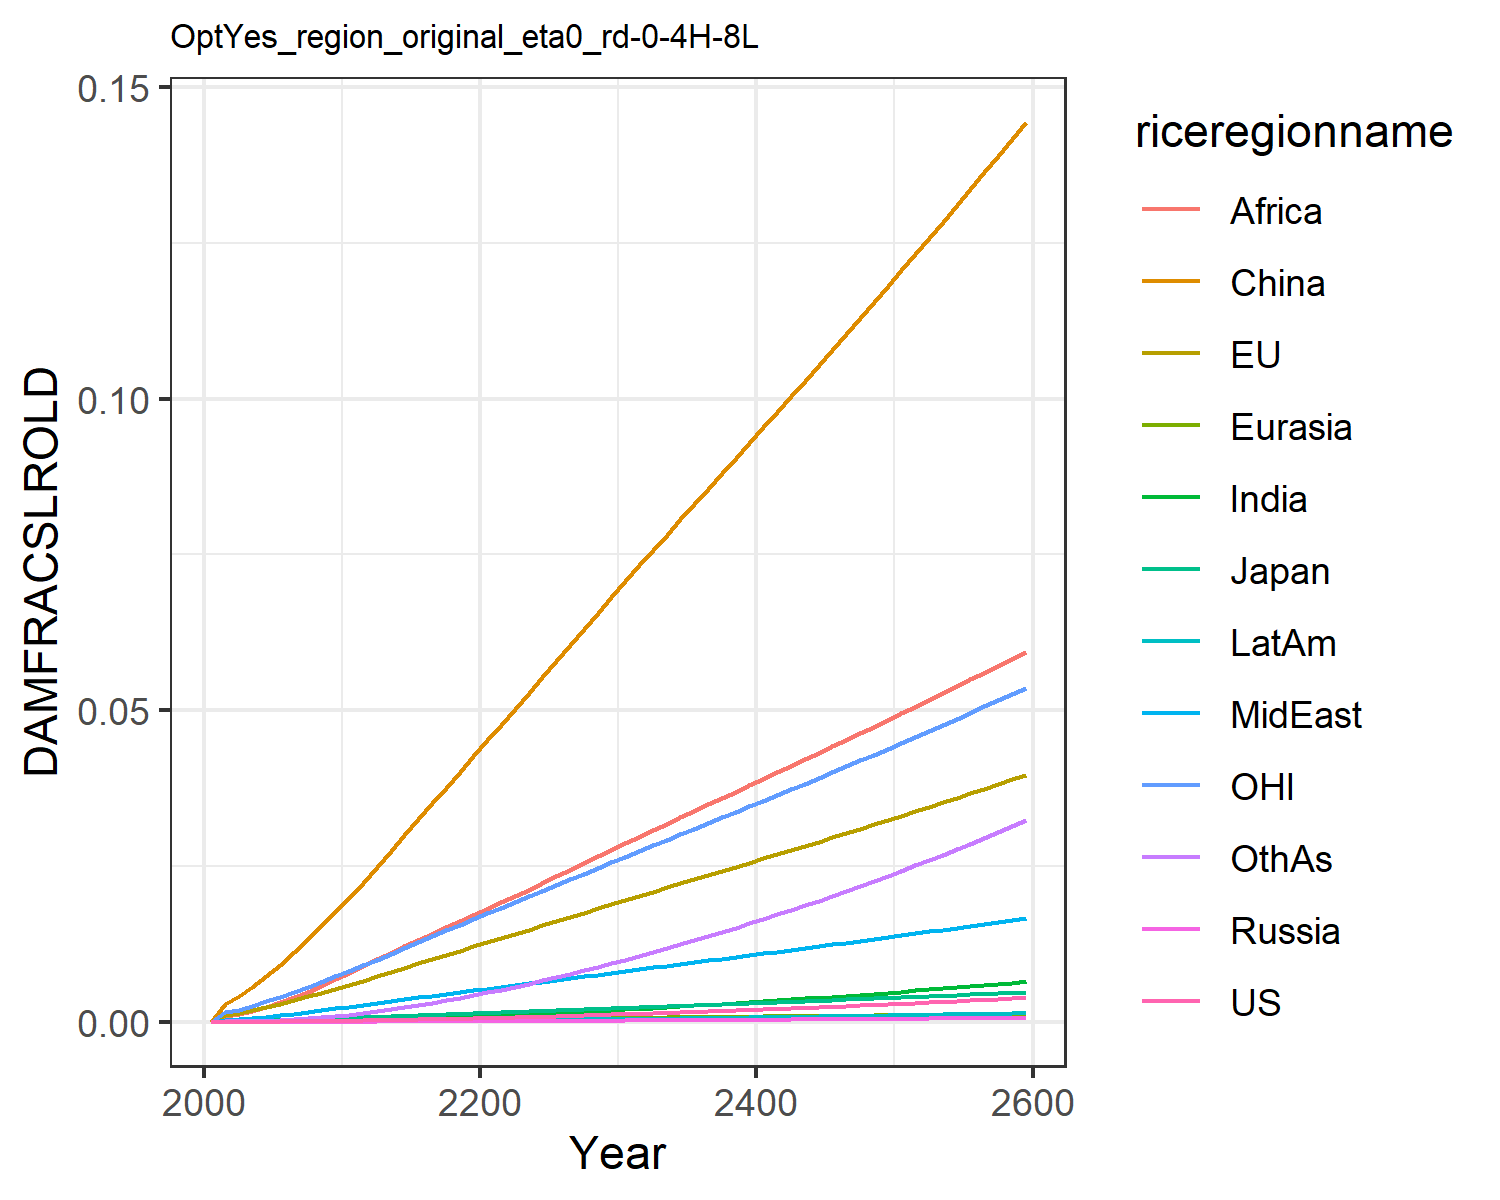 OptYes_region_original_eta0_rd-0-4H-8L
0.15
0.10
0.05
0.00
DAMFRACSLROLD
2000
2200
2400
2600
Year
riceregionname
Africa
China
EU
Eurasia
India
Japan
LatAm
MidEast
OHI
OthAs
Russia
US